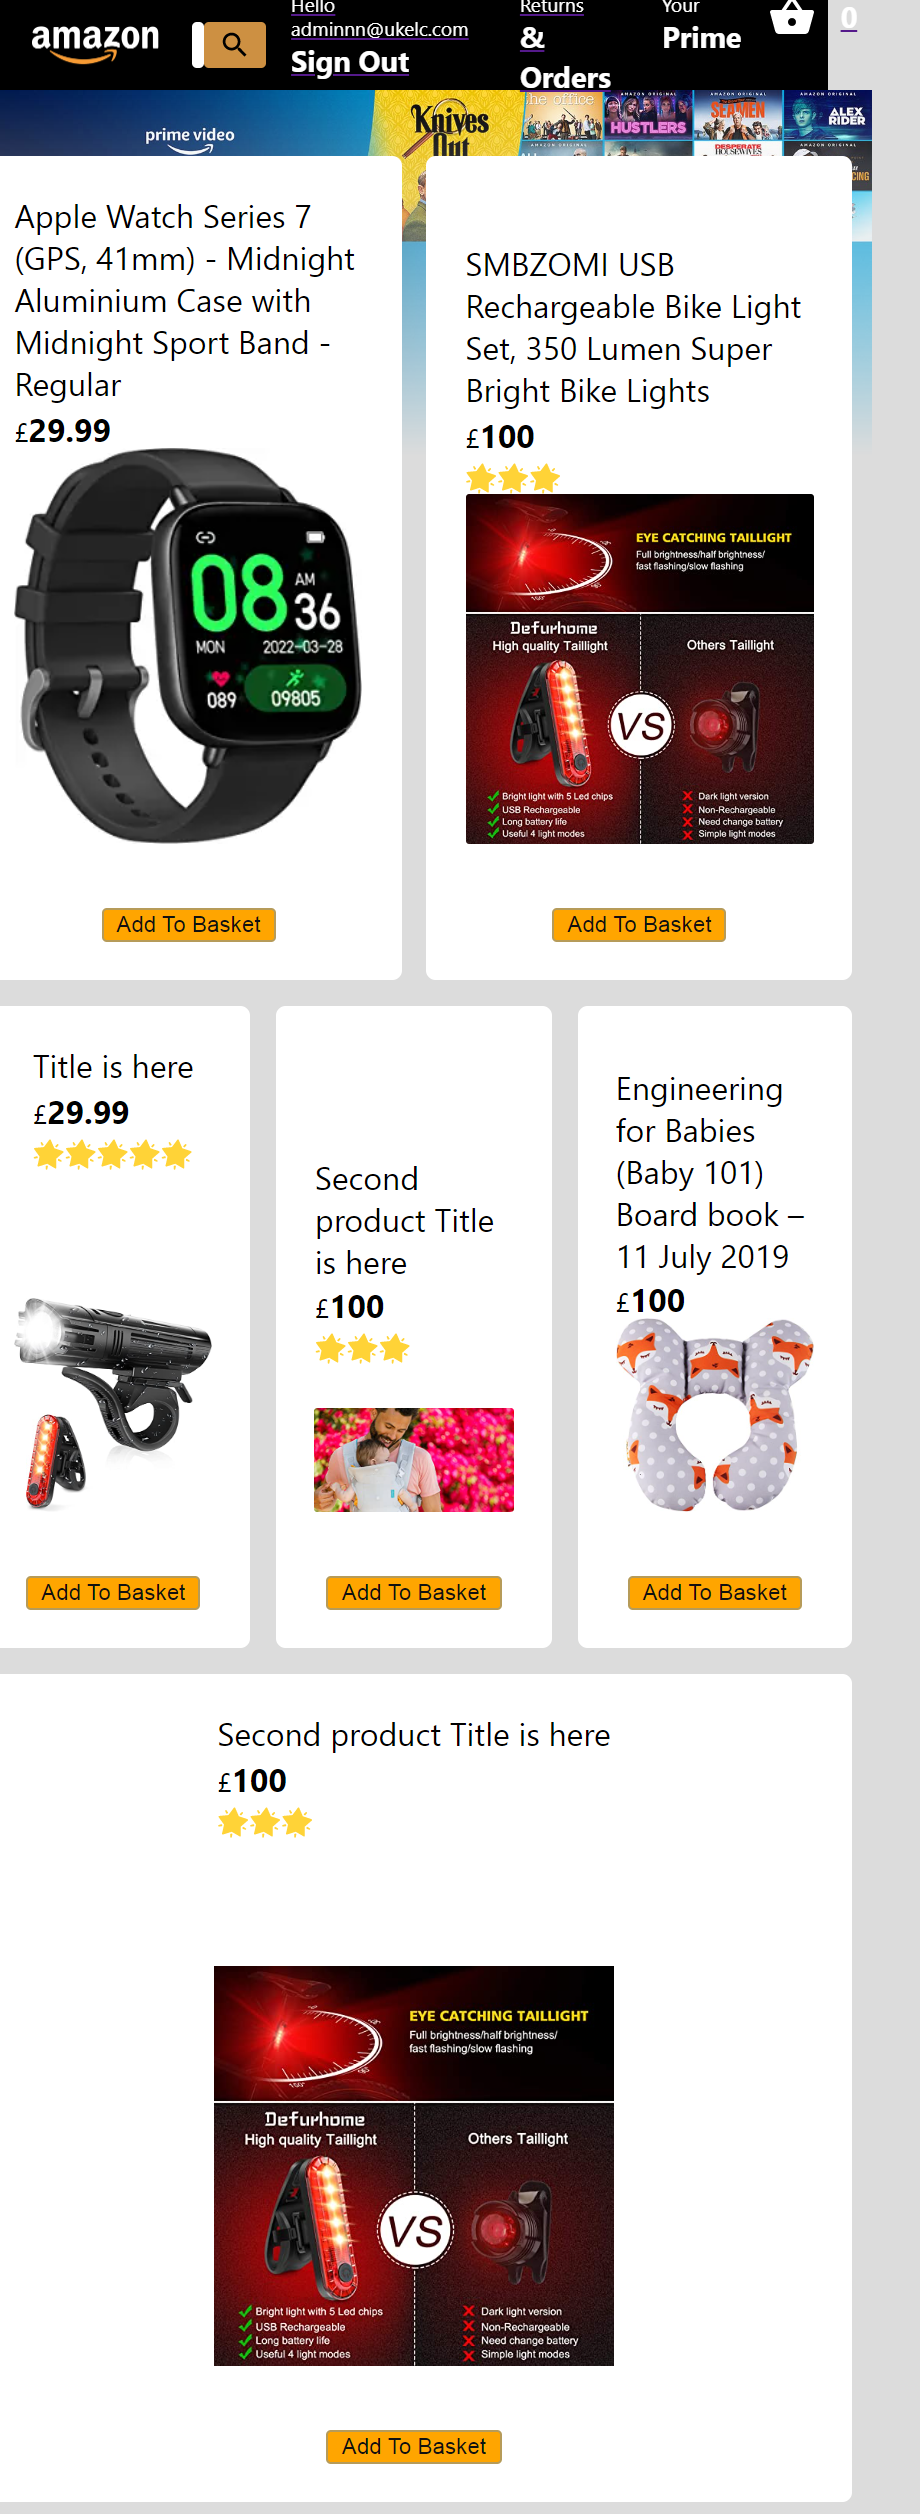 amazon
Hello
adminnn@ukelc.com
Sign Out
Returns
&
Orders
Your
Prime
0
prime video
Knives
Out
the office
AMAZON ORIGINAL
HUSTLERS
AMAZON ORIGINAL
SEAMEN
AMAZON ORIGINAL
ALEX
RIDER
AMAZON ORIGINAL
DESPERATE
HOUSEWIVES
AMAZON ORIGINAL
Apple Watch Series 7
(GPS, 41mm) - Midnight
Aluminium Case with
Midnight Sport Band -
Regular
£29.99
08
AM
36
MON 2022-03-28
089 09805
Add To Basket
SMBZOMI USB
Rechargeable Bike Light
Set, 350 Lumen Super
Bright Bike Lights
£100
EYE CATCHING TAILLIGHT
Full brightness/half brightness/
fast flashing/slow flashing
Defurhome
High quality Taillight
Others Taillight
VS
Bright light with 5 Led chips
USB Rechargeable
Long battery life
Useful 4 light modes
Dark light version
Non-Rechargeable
Need change battery
Simple light modes
Add To Basket
Title is here
£29.99
Add To Basket
Second
product Title
is here
£100
Add To Basket
Engineering
for Babies
(Baby 101)
Board book –
11 July 2019
£100
Add To Basket
Second product Title is here
£100
EYE CATCHING TAILLIGHT
Full brightness/half brightness/
fast flashing/slow flashing
Defurhome
High quality Taillight
Others Taillight
VS
Bright light with 5 Led chips
USB Rechargeable
Long battery life
Useful 4 light modes
Dark light version
Non-Rechargeable
Need change battery
Simple light modes
Add To Basket